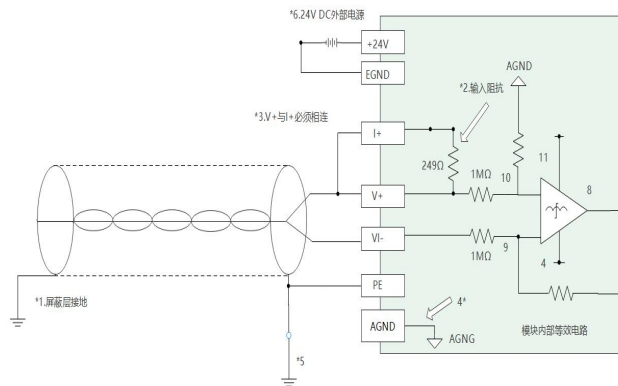 *6.24V DC外部电源
+24V
EGND
AGND
*2.输入阻抗
*3.V+与I+必须相连
I+
249Ω
1MΩ
10
11
8
V+
VI-
1MΩ
9
4
PE
*1.屏蔽层接地
4*
AGND
AGNG
模块内部等效电路
*5